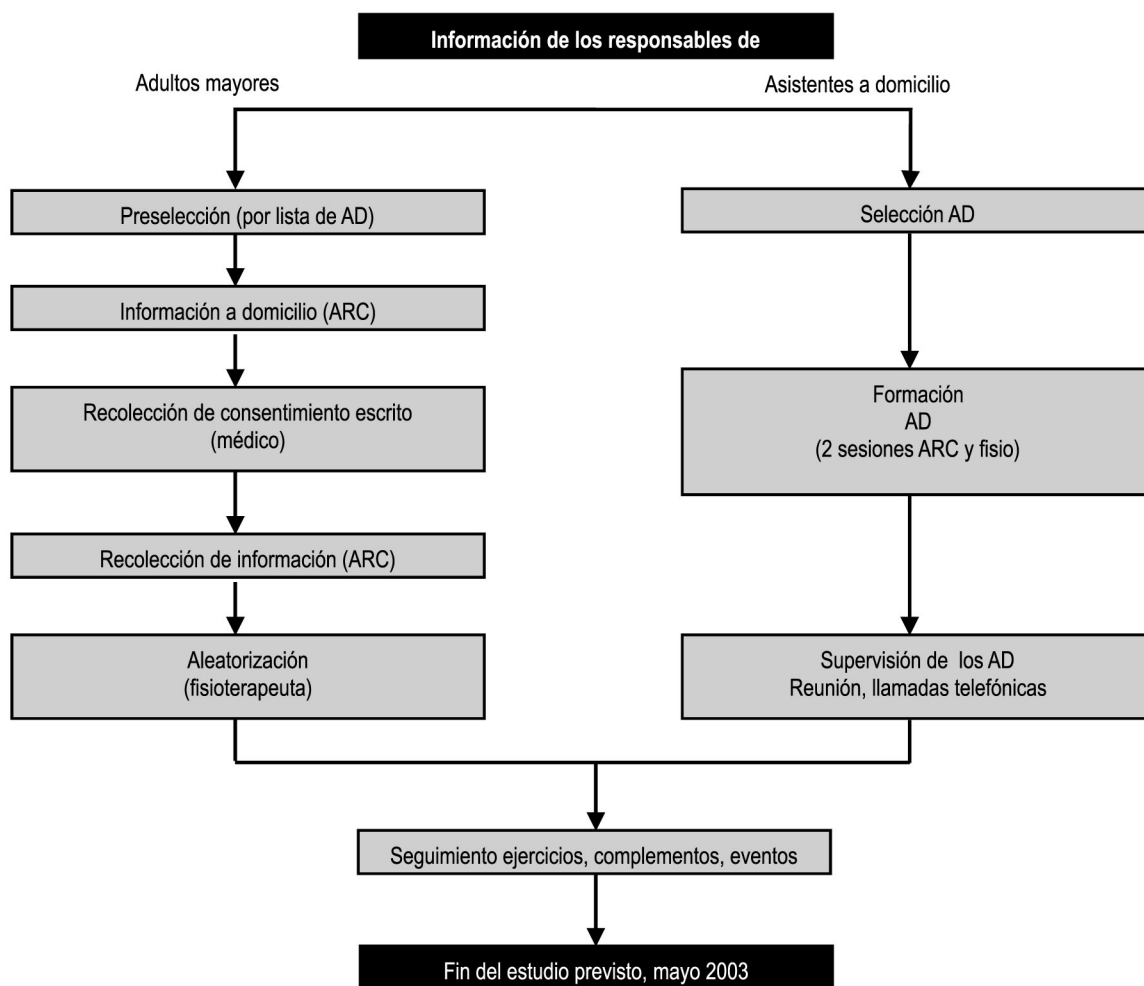 Información de los responsables de
Adultos mayores
Asistentes a domicilio
Preselección (por lista de AD)
Información a domicilio (ARC)
Recolección de consentimiento escrito
(médico)
Recolección de información (ARC)
Aleatorización
(fisioterapeuta)
Selección AD
Formación
AD
(2 sesiones ARC y fisio)
Supervisión de los AD
Reunión, llamadas telefónicas
Seguimiento ejercicios, complementos, eventos
Fin del estudio previsto, mayo 2003